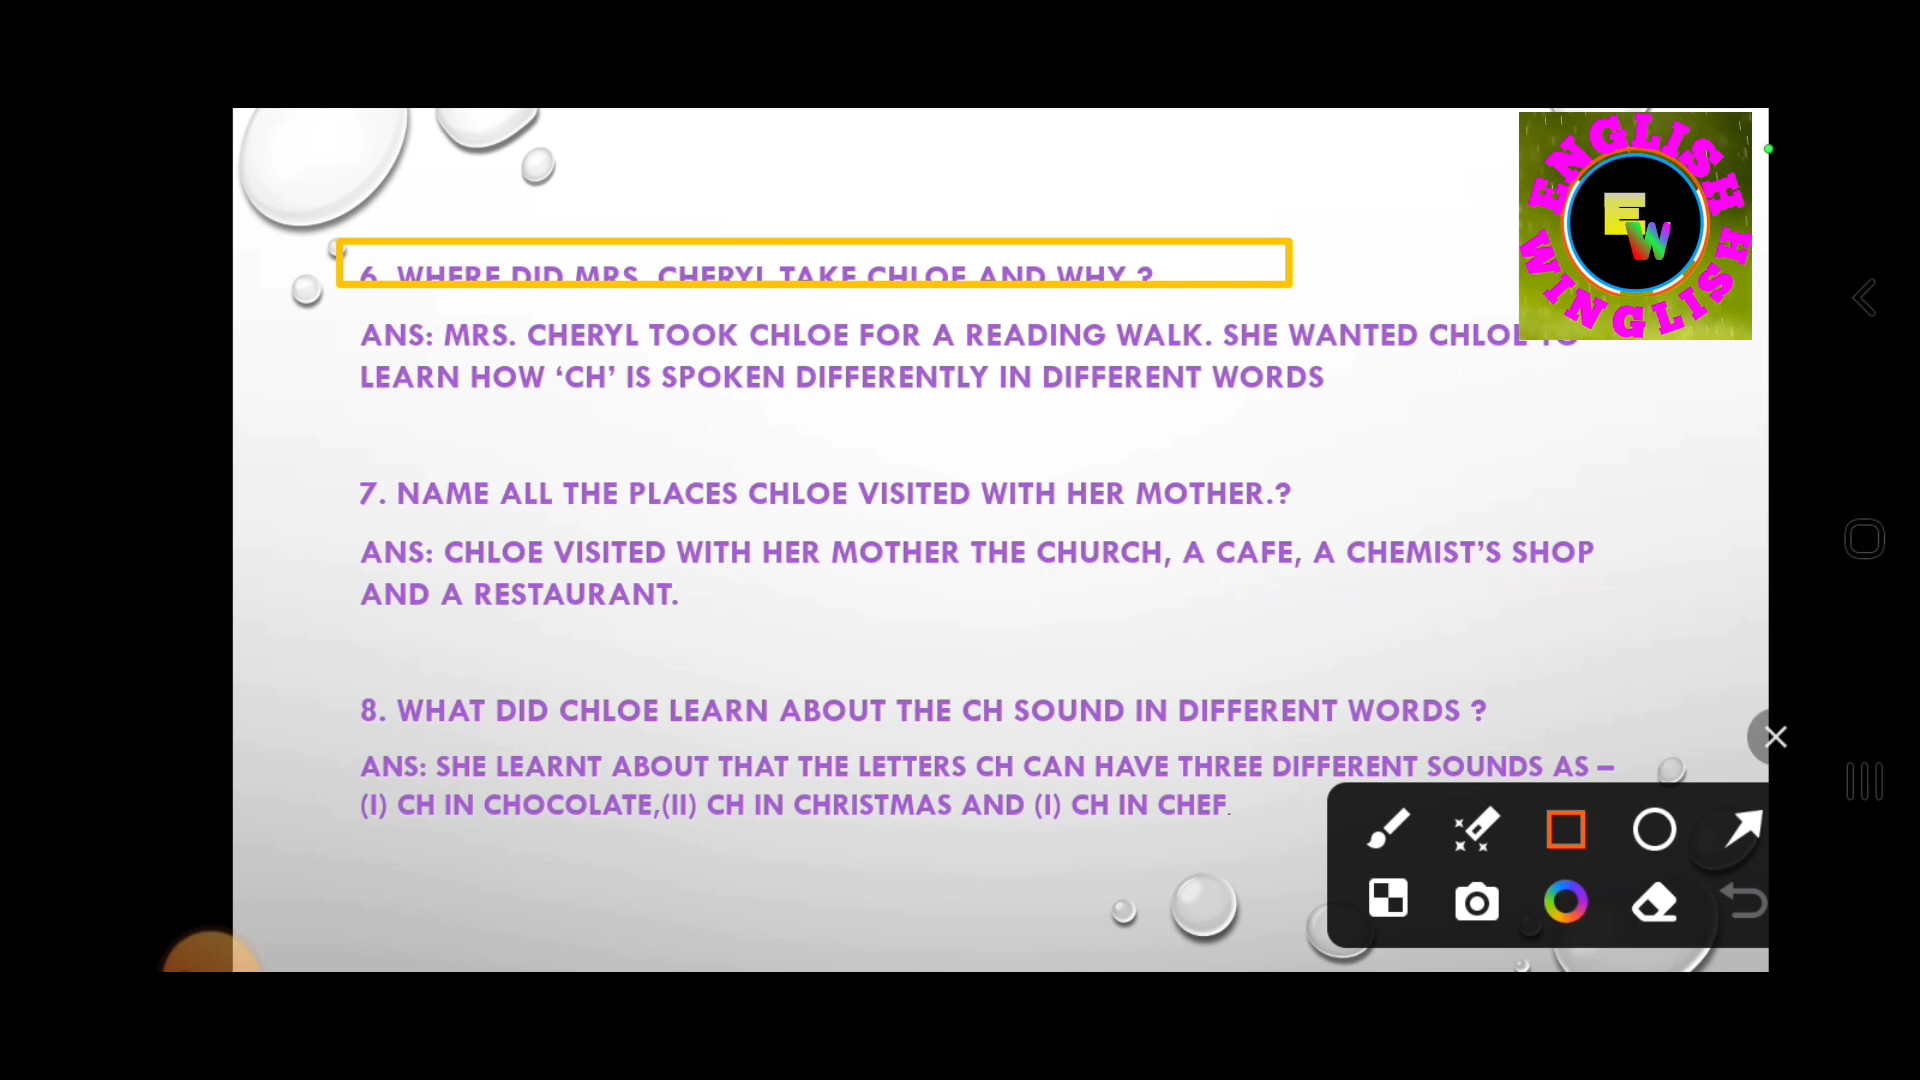 ENGLISH
WINGLISH
EW
6. WHERE DID MRS. CHERYL TAKE CHLOE AND WHY ?
ANS: MRS. CHERYL TOOK CHLOE FOR A READING WALK. SHE WANTED CHLOE TO
LEARN HOW ‘CH’ IS SPOKEN DIFFERENTLY IN DIFFERENT WORDS
7. NAME ALL THE PLACES CHLOE VISITED WITH HER MOTHER.?
ANS: CHLOE VISITED WITH HER MOTHER THE CHURCH, A CAFE, A CHEMIST’S SHOP
AND A RESTAURANT.
8. WHAT DID CHLOE LEARN ABOUT THE CH SOUND IN DIFFERENT WORDS ?
ANS: SHE LEARNT ABOUT THAT THE LETTERS CH CAN HAVE THREE DIFFERENT SOUNDS AS –
(I) CH IN CHOCOLATE,(II) CH IN CHRISTMAS AND (I) CH IN CHEF.